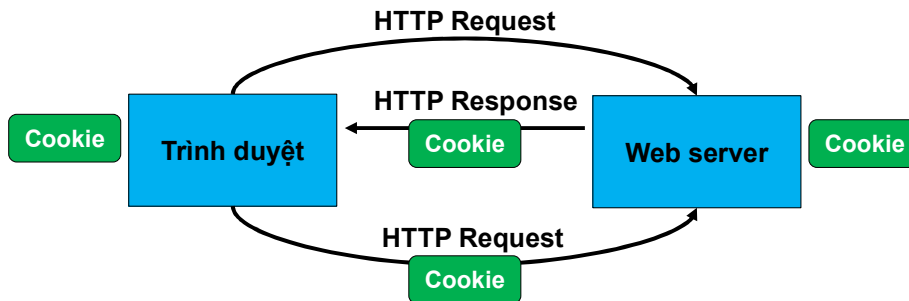 HTTP Request
HTTP Response
Cookie
Trình duyệt
Cookie
Web server
Cookie
HTTP Request
Cookie